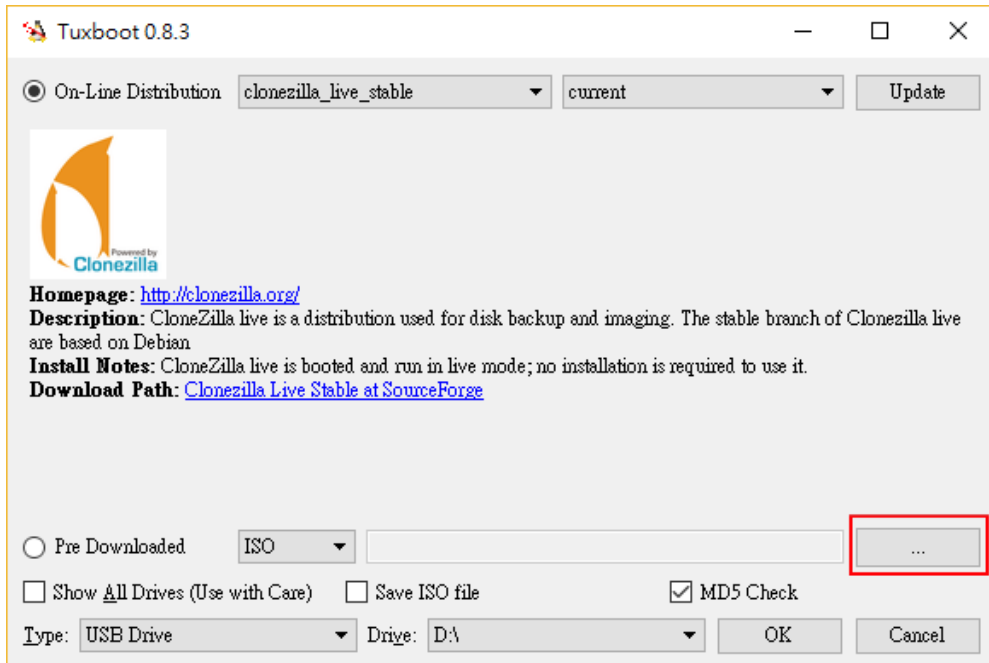 Tuxboot 0.8.3
On-Line Distribution clonezilla_live_stable current Update
Powered by
Clonezilla
Homepage: http://clonezilla.org/
Description: CloneZilla live is a distribution used for disk backup and imaging. The stable branch of Clonezilla live
are based on Debian
Install Notes: CloneZilla live is booted and run in live mode; no installation is required to use it.
Download Path: Clonezilla Live Stable at SourceForge
Pre Downloaded ISO ...
Show All Drives (Use with Care) Save ISO file MD5 Check
Type: USB Drive Drive: D:\ OK Cancel